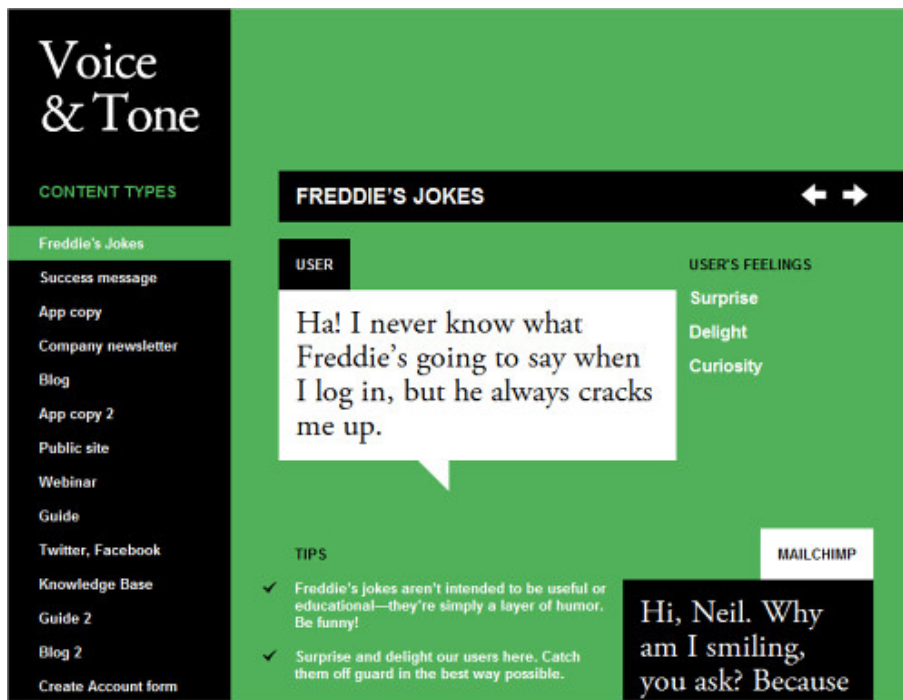 Voice
& Tone
CONTENT TYPES
Freddie's Jokes
Success message
App copy
Company newsletter
Blog
App copy 2
Public site
Webinar
Guide
Twitter, Facebook
Knowledge Base
Guide 2
Blog 2
Create Account form
FREDDIE'S JOKES
USER
Ha! I never know what
Freddie's going to say when
I log in, but he always cracks
me up.
USER'S FEELINGS
Surprise
Delight
Curiosity
TIPS
Freddie's jokes aren't intended to be useful or
educational—they're simply a layer of humor.
Be funny!
Surprise and delight our users here. Catch
them off guard in the best way possible.
MAILCHIMP
Hi, Neil. Why
am I smiling,
you ask? Because